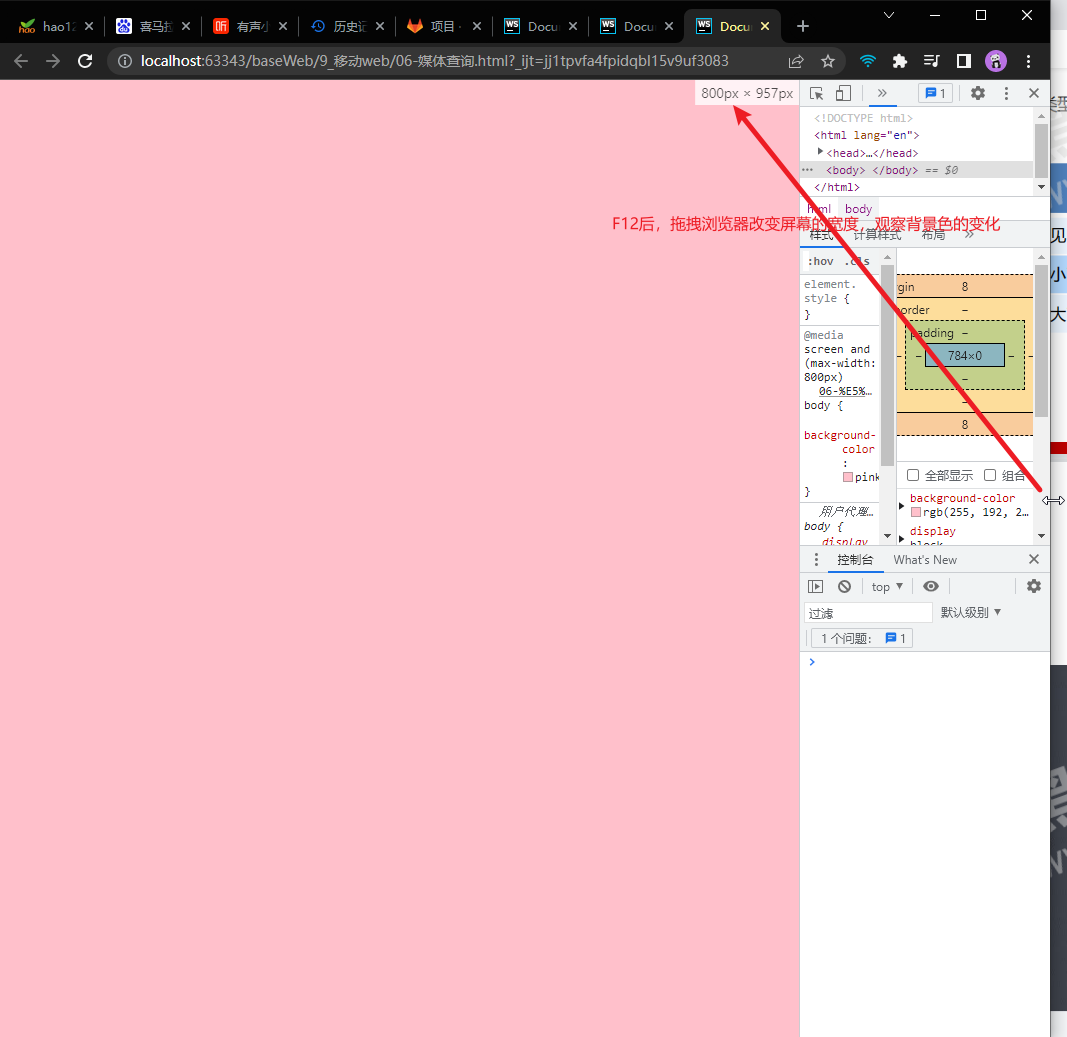 hao12
喜马拉
有声小
历史记
项目 ·
Docu
Docu
Docu
localhost:63343/baseWeb/9_移动web/06-媒体查询.html?_ijt=jj1tpvfa4fpidqbl15v9uf3083
800px × 957px
1
<!DOCTYPE html>
<html lang="en">
<head>…</head>
<body> </body> == $0
</html>
html body
F12后，拖拽浏览器改变屏幕的宽度，观察背景色的变化
样式 计算样式 布局
:hov .cls
element.
style {
}
@media
screen and
(max-width:
800px)
06-%E5%…
body {
background-
color
:
pink
}
用户代理…
body {
display
gin 8
order –
padding –
– 784×0 – –
–
–
8
全部显示 组合
background-color
rgb(255, 192, 2…
display
block
控制台 What's New
top
过滤 默认级别
1 个问题: 1
类型
见
小
大